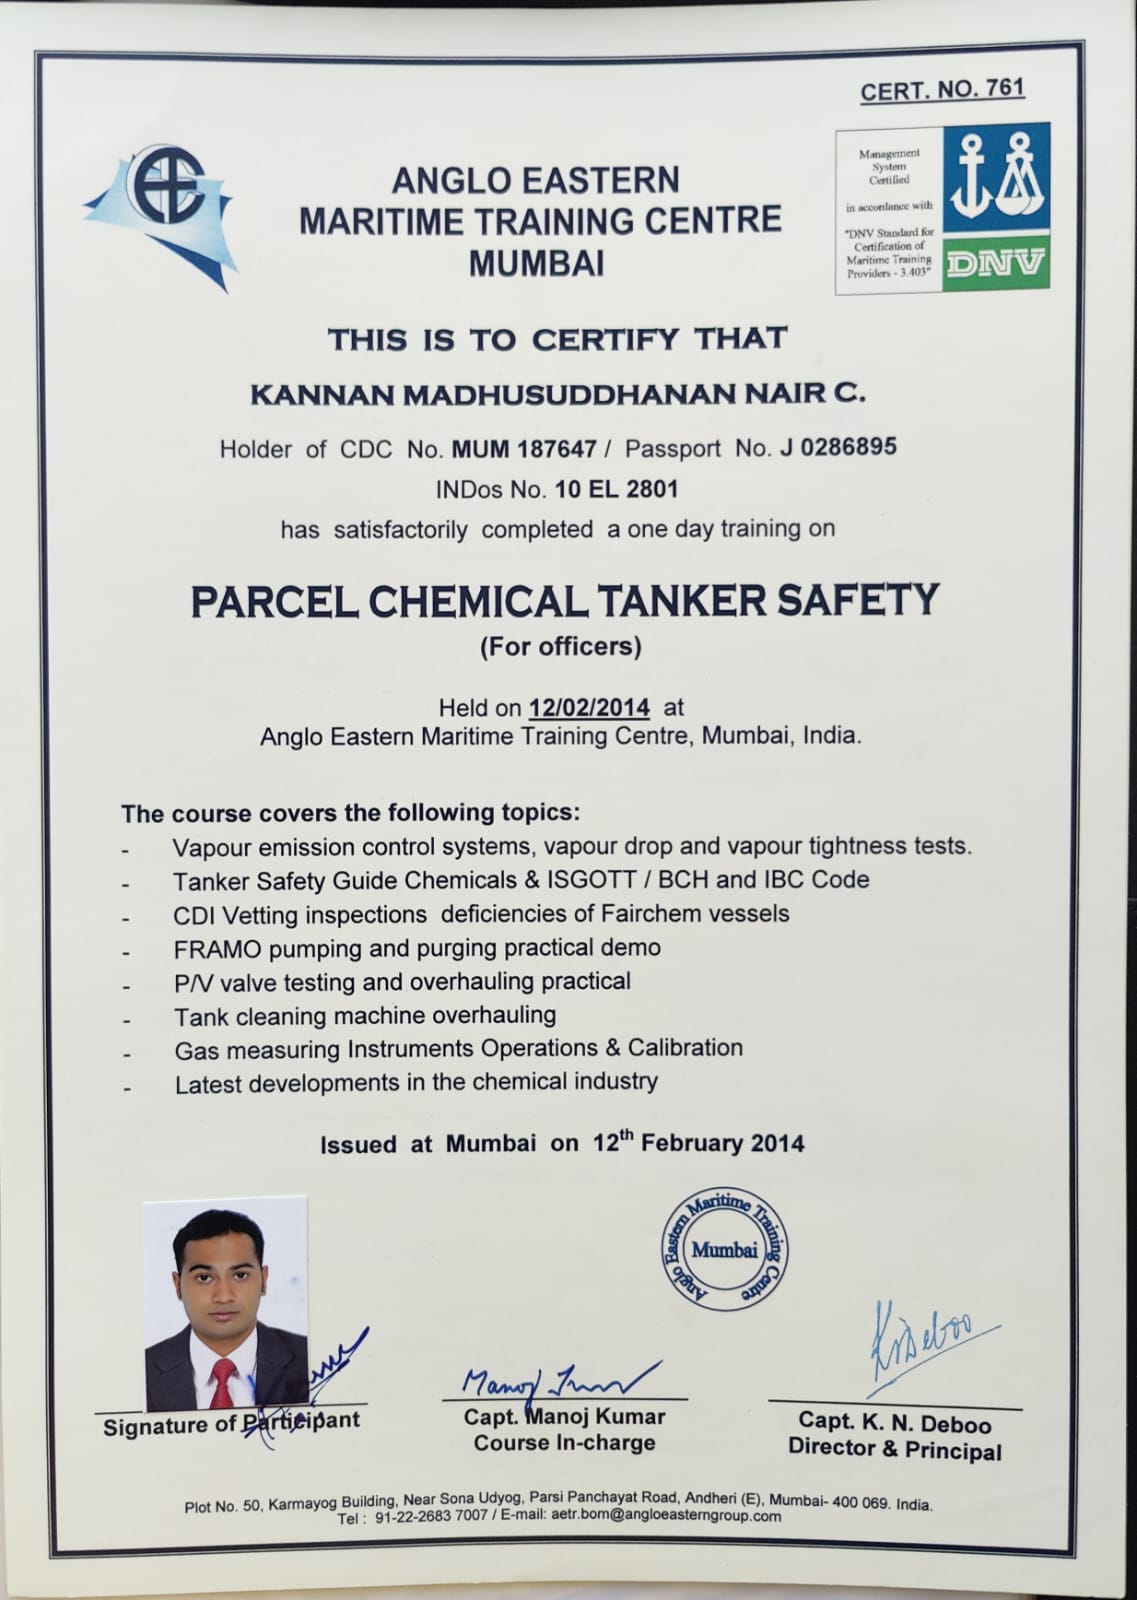 CERT. NO. 761
Management
System
Certified
in accordance with
"DNV Standard for
Certification of
Maritime Training
Providers - 3.403"
DNV
ANGLO EASTERN
MARITIME TRAINING CENTRE
MUMBAI
THIS IS TO CERTIFY THAT
KANNAN MADHUSUDDHANAN NAIR C.
Holder of CDC No. MUM 187647 / Passport No. J 0286895
INDos No. 10 EL 2801
has satisfactorily completed a one day training on
PARCEL CHEMICAL TANKER SAFETY
(For officers)
Held on 12/02/2014 at
Anglo Eastern Maritime Training Centre, Mumbai, India.
The course covers the following topics:
- Vapour emission control systems, vapour drop and vapour tightness tests.
- Tanker Safety Guide Chemicals & ISGOTT / BCH and IBC Code
- CDI Vetting inspections deficiencies of Fairchem vessels
- FRAMO pumping and purging practical demo
- P/V valve testing and overhauling practical
- Tank cleaning machine overhauling
- Gas measuring Instruments Operations & Calibration
- Latest developments in the chemical industry
Issued at Mumbai on 12th February 2014
Anglo Eastern Maritime Training Centre
Mumbai
Manoj
KNDeboo
Signature of Participant
Capt. Manoj Kumar
Course In-charge
Capt. K. N. Deboo
Director & Principal
Plot No. 50, Karmayog Building, Near Sona Udyog, Parsi Panchayat Road, Andheri (E), Mumbai- 400 069. India.
Tel : 91-22-2683 7007 / E-mail: aetr.bom@angloeasterngroup.com